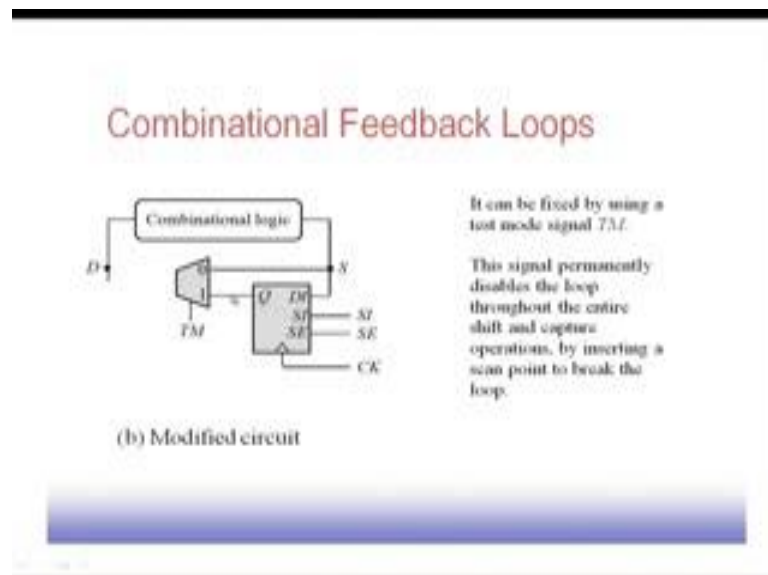 Combinational Feedback Loops
Combinational logic
D
S
0
1
TM
Q DI
SI
SE
SI
SE
CK
It can be fixed by using a
test mode signal TM.
This signal permanently
disables the loop
throughout the entire
shift and capture
operations, by inserting a
scan point to break the
loop.
(b) Modified circuit